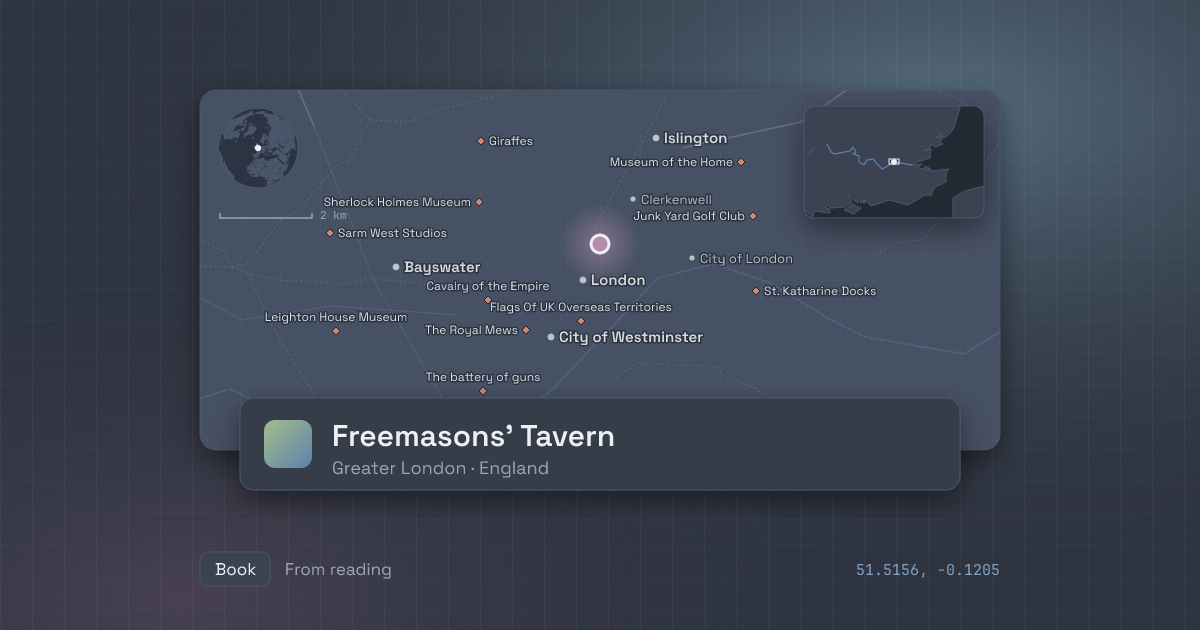 Giraffes
Islington
Museum of the Home
Sherlock Holmes Museum
Clerkenwell
2 km
Junk Yard Golf Club
Sarm West Studios
City of London
Bayswater
London
Cavalry of the Empire
St. Katharine Docks
Flags Of UK Overseas Territories
Leighton House Museum
The Royal Mews
City of Westminster
The battery of guns
Freemasons’ Tavern
Greater London · England
Book
From reading
51.5156, -0.1205